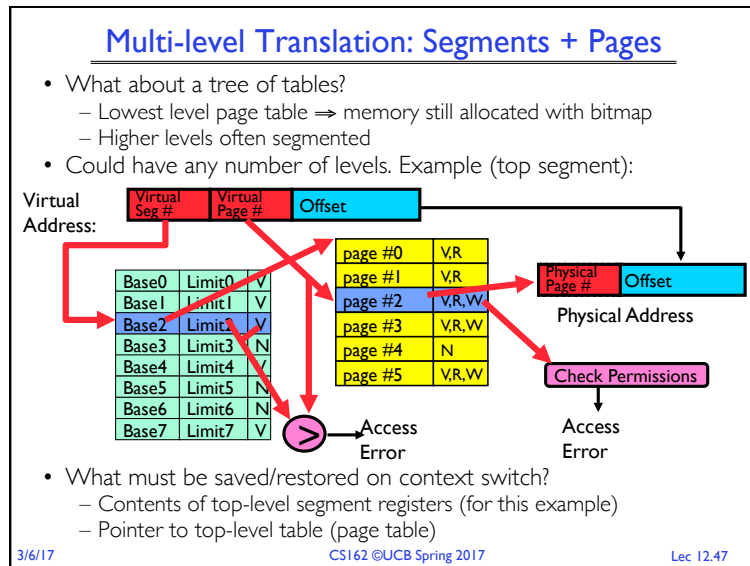 Multi-level Translation: Segments + Pages
• What about a tree of tables?
– Lowest level page table ⇒ memory still allocated with bitmap
– Higher levels often segmented
• Could have any number of levels. Example (top segment):
Virtual Address:
Virtual Seg #
Virtual Page #
Offset
Base0 Limit0 V
Base1 Limit1 V
Base2 Limit2 V
Base3 Limit3 N
Base4 Limit4 V
Base5 Limit5 N
Base6 Limit6 N
Base7 Limit7 V
page #0 V,R
page #1 V,R
page #2 V,R,W
page #3 V,R,W
page #4 N
page #5 V,R,W
Physical Page #
Offset
Physical Address
Check Permissions
>
Access Error
Access Error
• What must be saved/restored on context switch?
– Contents of top-level segment registers (for this example)
– Pointer to top-level table (page table)
3/6/17
CS162 ©UCB Spring 2017
Lec 12.47